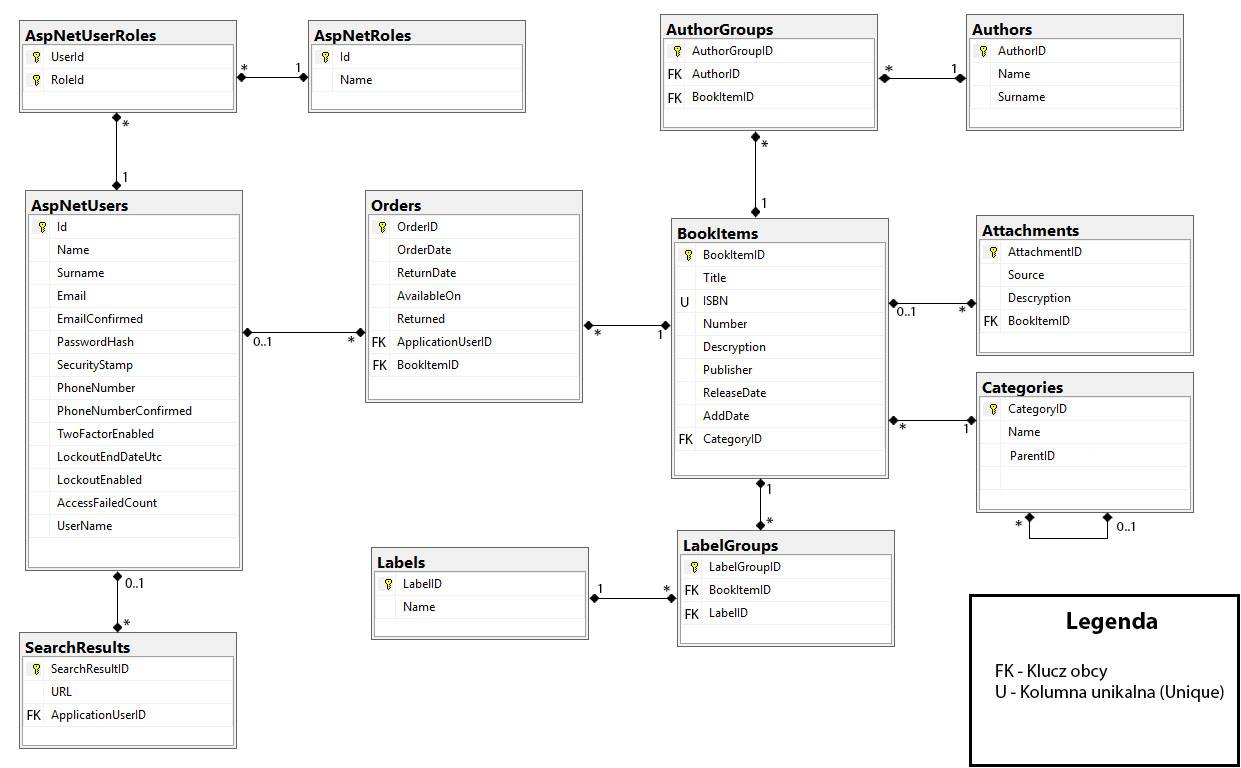 AspNetUserRoles
UserId
RoleId
*
1
AspNetRoles
Id
Name
*
1
AuthorGroups
AuthorGroupID
FK AuthorID
FK BookItemID
*
1
Authors
AuthorID
Name
Surname
*
1
AspNetUsers
Id
Name
Surname
Email
EmailConfirmed
PasswordHash
SecurityStamp
PhoneNumber
PhoneNumberConfirmed
TwoFactorEnabled
LockoutEndDateUtc
LockoutEnabled
AccessFailedCount
UserName
0..1
*
Orders
OrderID
OrderDate
ReturnDate
AvailableOn
Returned
FK ApplicationUserID
FK BookItemID
*
1
BookItems
BookItemID
Title
U ISBN
Number
Descryption
Publisher
ReleaseDate
AddDate
FK CategoryID
0..1
*
Attachments
AttachmentID
Source
Descryption
FK BookItemID
*
1
Categories
CategoryID
Name
ParentID
*
0..1
1
*
0..1
*
SearchResults
SearchResultID
URL
FK ApplicationUserID
Labels
LabelID
Name
1
*
LabelGroups
LabelGroupID
FK BookItemID
FK LabelID
Legenda
FK - Klucz obcy
U - Kolumna unikalna (Unique)